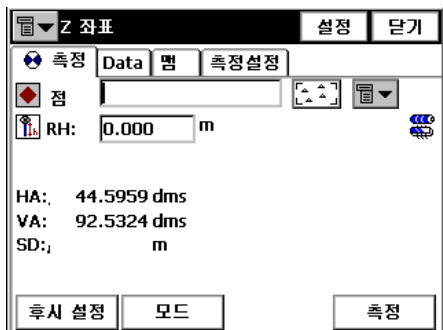 Z 좌표 설정 닫기
측정 Data 맵 측정설정
점
RH: 0.000 m
HA: 44.5959 dms
VA: 92.5324 dms
SD: m
후시 설정 모드 측정